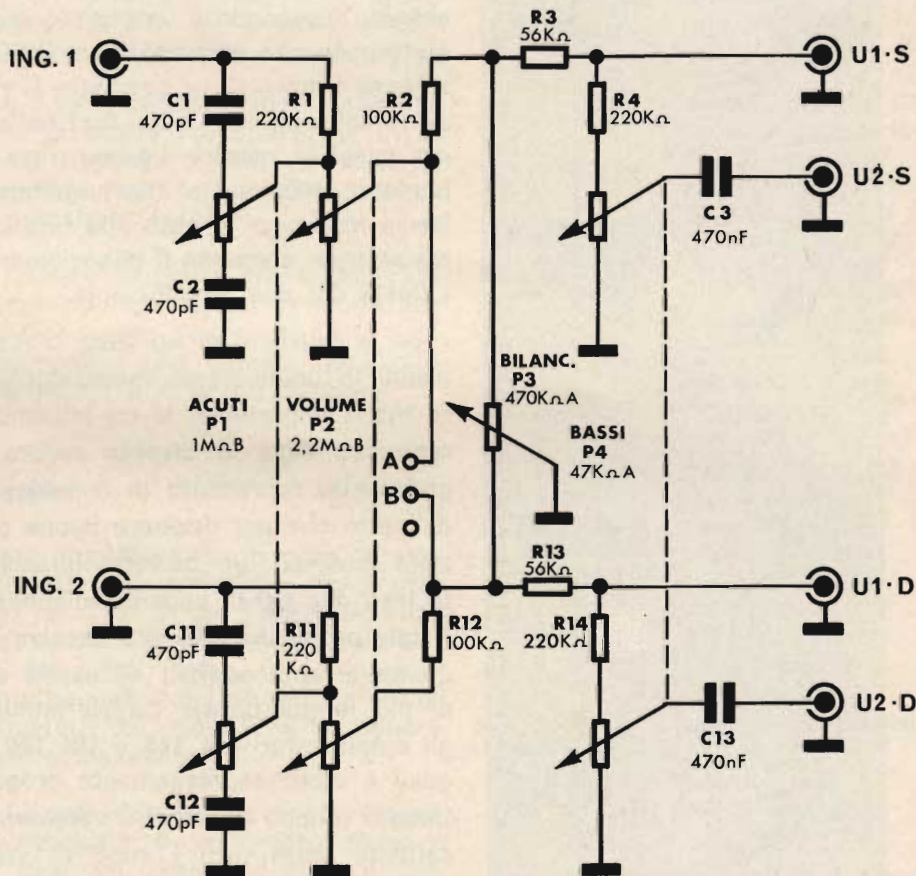 R3
56KΩ
ING. 1
U1·S
C1
470pF
R1
220KΩ
R2
100KΩ
R4
220KΩ
U2·S
C3
470nF
C2
470pF
ACUTI
P1
1MΩB
VOLUME
P2
2,2MΩB
BILANC.
P3
470KΩA
BASSI
P4
47KΩA
A
B
ING. 2
R13
56KΩ
U1·D
C11
470pF
R11
220
KΩ
R12
100KΩ
R14
220KΩ
U2·D
C13
470nF
C12
470pF